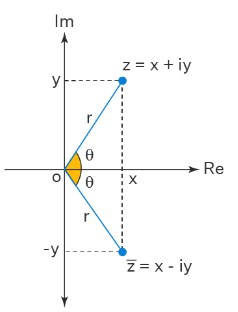 Im
z = x + iy
y
r
θ
Re
o
θ
x
r
-y
z̅ = x - iy